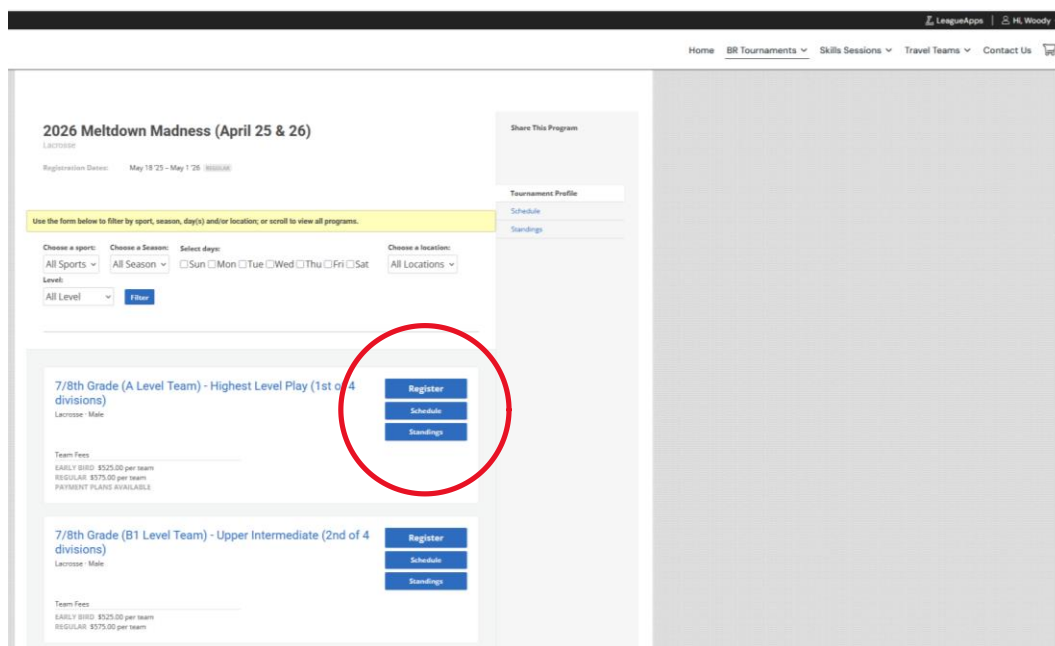 LeagueApps | Hi, Woody
Home BR Tournaments Skills Sessions Travel Teams Contact Us
2026 Meltdown Madness (April 25 & 26)
Lacrosse
Registration Dates: May 18 '25 – May 1 '26 REGULAR
Share This Program
Tournament Profile
Schedule
Standings
Use the form below to filter by sport, season, day(s) and/or location; or scroll to view all programs.
Choose a sport: Choose a Season: Select days: Choose a location:
All Sports All Season Sun Mon Tue Wed Thu Fri Sat All Locations
Level:
All Level Filter
7/8th Grade (A Level Team) - Highest Level Play (1st of 4
divisions)
Lacrosse · Male
Register
Schedule
Standings
Team Fees
EARLY BIRD $525.00 per team
REGULAR $575.00 per team
PAYMENT PLANS AVAILABLE
7/8th Grade (B1 Level Team) - Upper Intermediate (2nd of 4
divisions)
Lacrosse · Male
Register
Schedule
Standings
Team Fees
EARLY BIRD $525.00 per team
REGULAR $575.00 per team